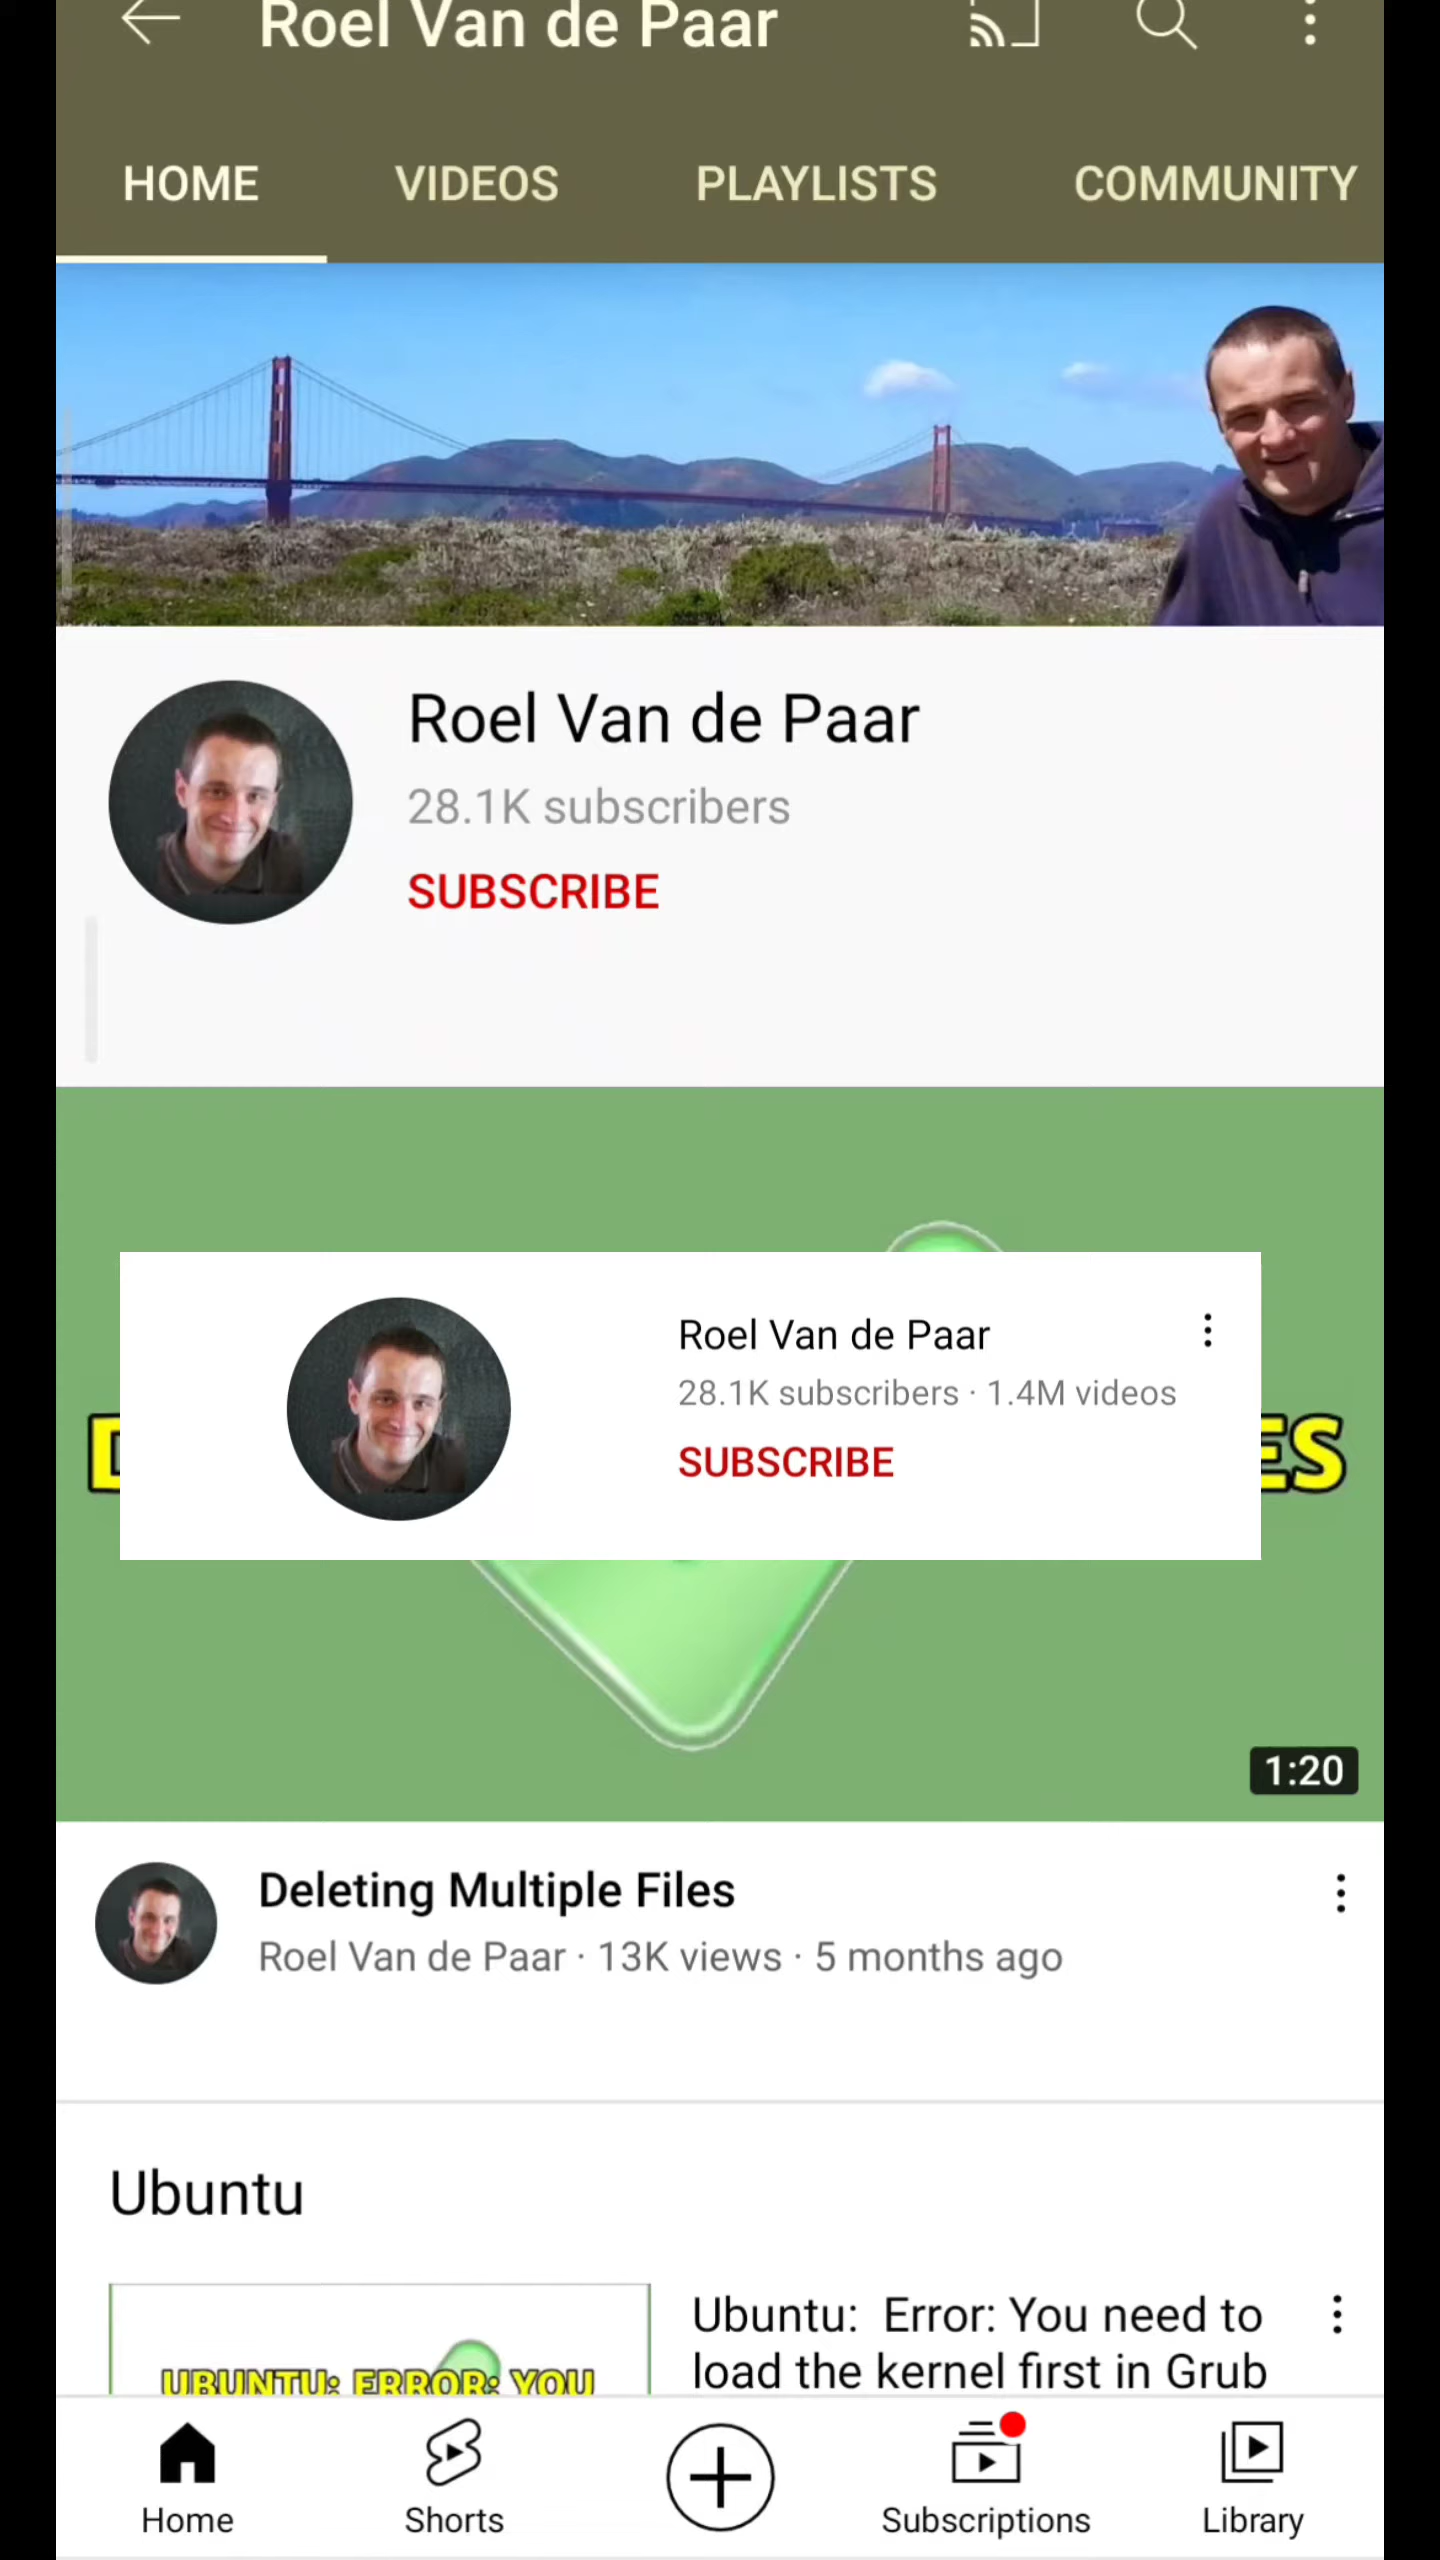 Roel Van de Paar
HOME VIDEOS PLAYLISTS COMMUNITY
Roel Van de Paar
28.1K subscribers
SUBSCRIBE
Roel Van de Paar
28.1K subscribers · 1.4M videos
SUBSCRIBE
ES
1:20
Deleting Multiple Files
Roel Van de Paar · 13K views · 5 months ago
Ubuntu
UBUNTU: ERROR: YOU
Ubuntu: Error: You need to
load the kernel first in Grub
Home Shorts Subscriptions Library